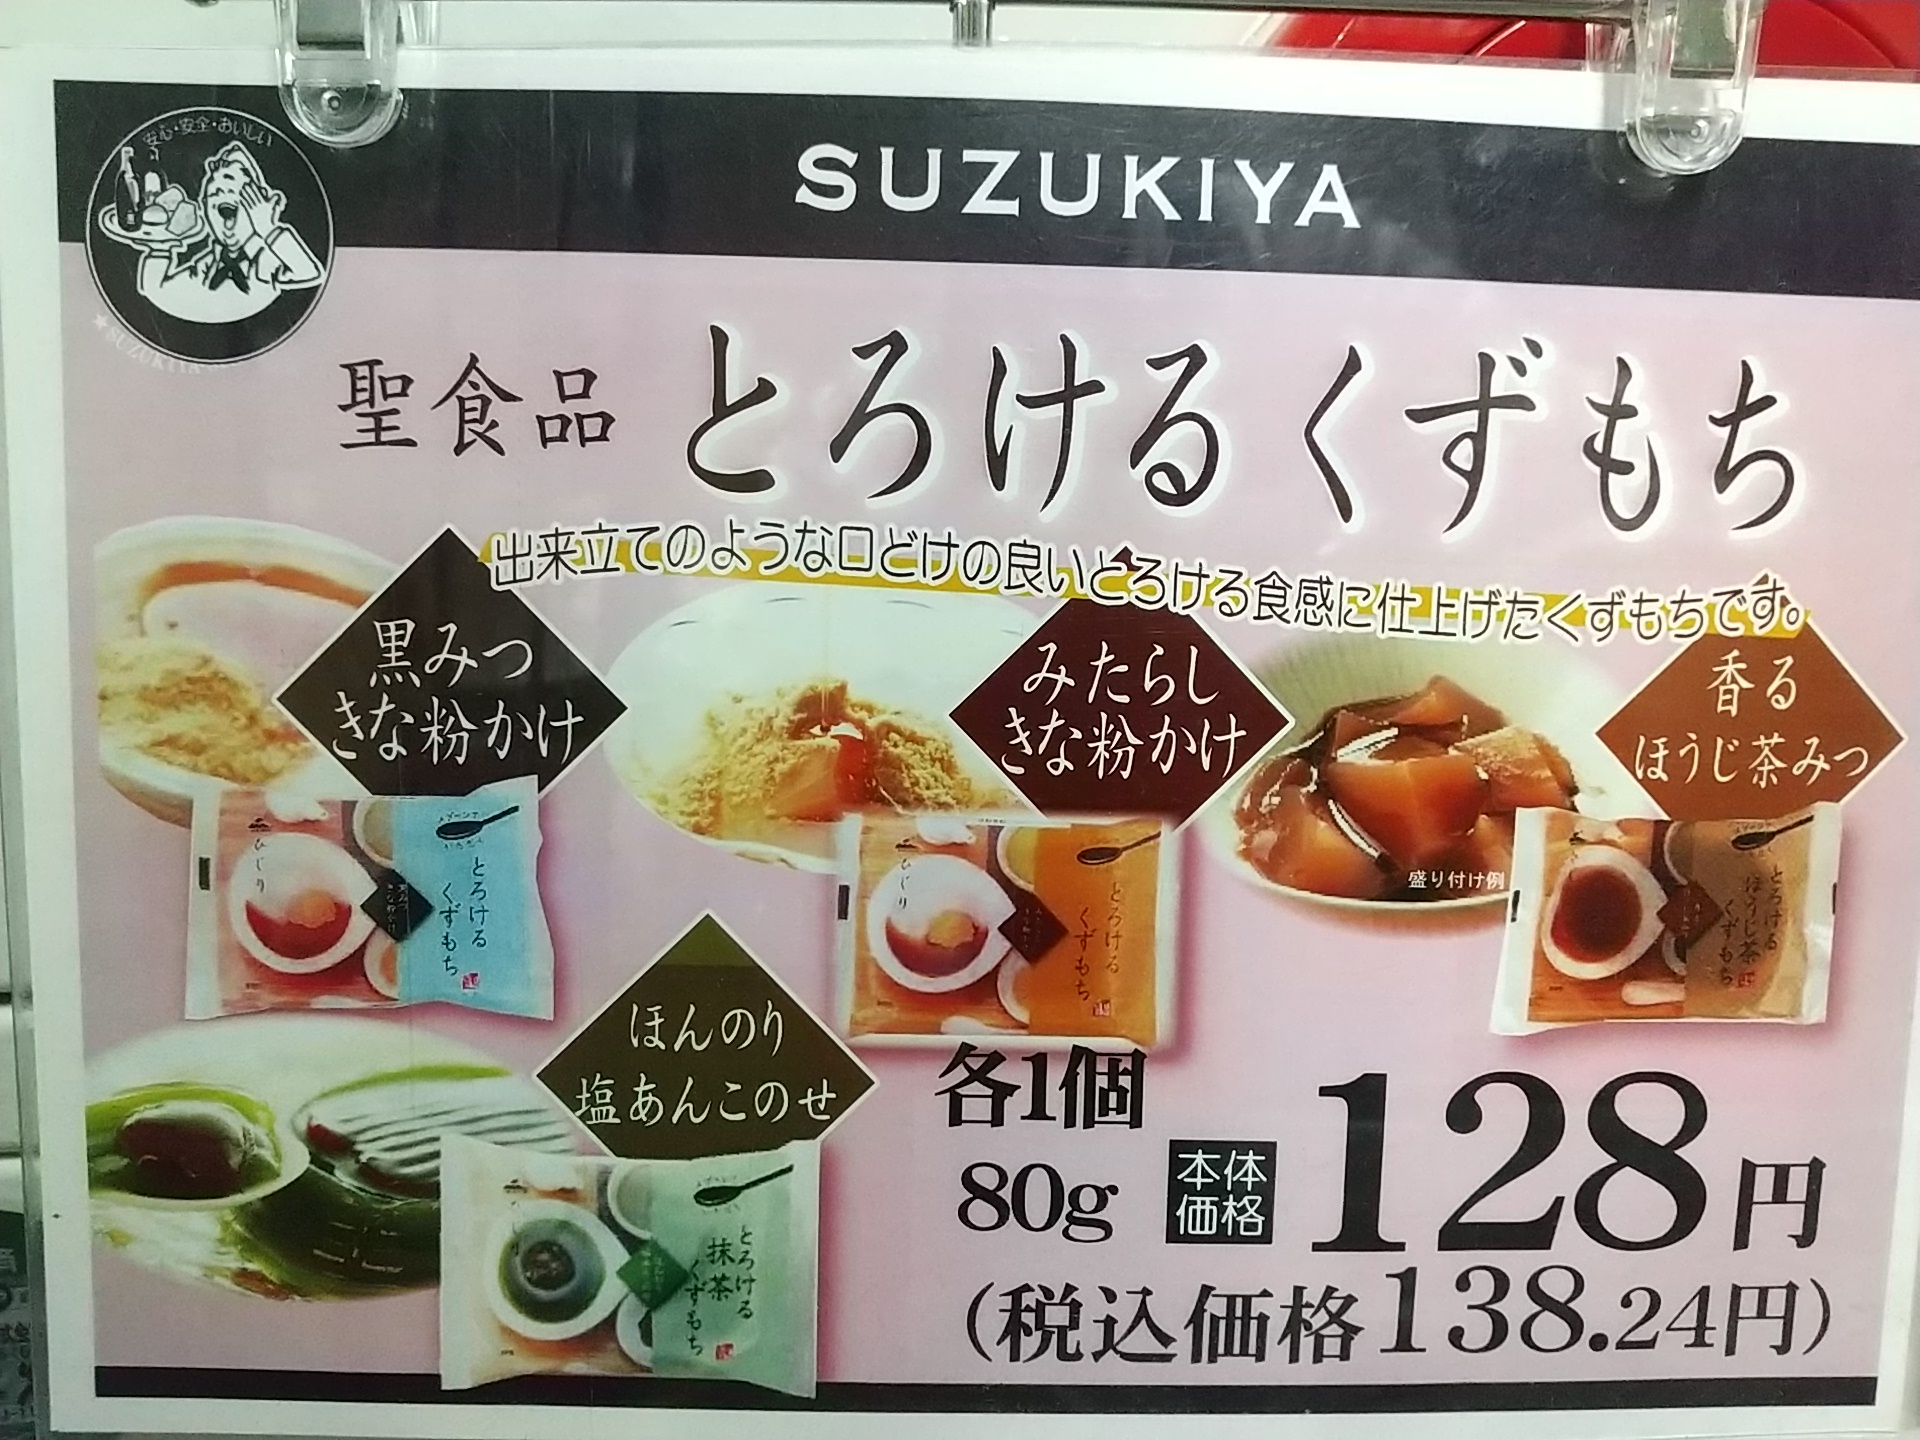 安心・安全・おいしい
★SUZUKIYA
SUZUKIYA
聖食品 とろけるくずもち
出来立てのような口どけの良いとろける食感に仕上げたくずもちです。
黒みつ
きな粉かけ
みたらし
きな粉かけ
香る
ほうじ茶みつ
ひじり
とろける
くずもち
ひじり
とろける
くずもち
盛り付け例
とろける
ほうじ茶
くずもち
ほんのり
塩あんこのせ
とろける
抹茶
くずもち
各1個
80g
本体
価格
128円
(税込価格138.24円)